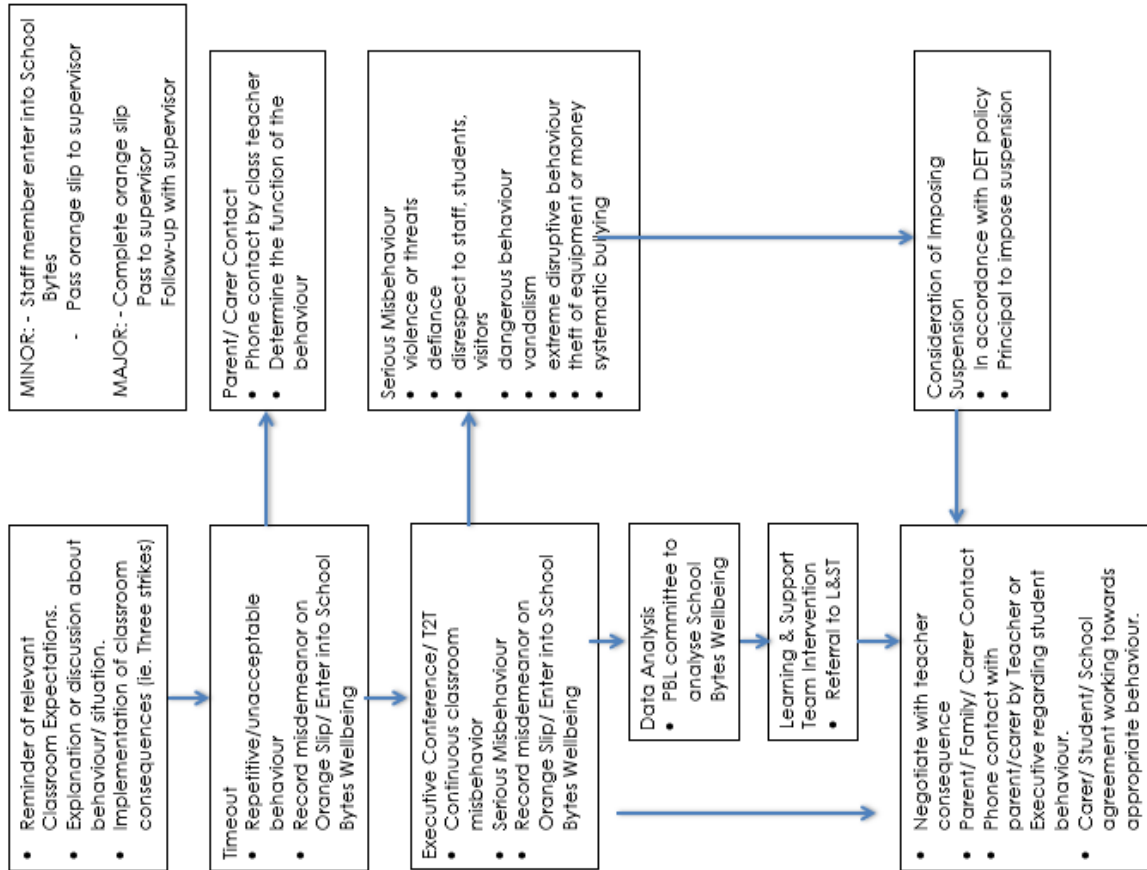 MINOR: - Staff member enter into School
Bytes
- Pass orange slip to supervisor
MAJOR: - Complete orange slip
Pass to supervisor
Follow-up with supervisor
• Reminder of relevant
Classroom Expectations.
• Explanation or discussion about
behaviour/ situation.
• Implementation of classroom
consequences (ie. Three strikes)
Timeout
• Repetitive/unacceptable
behaviour
• Record misdemeanor on
Orange Slip/ Enter into School
Bytes Wellbeing
Parent/ Carer Contact
• Phone contact by class teacher
• Determine the function of the
behaviour
Executive Conference/ T2T
• Continuous classroom
misbehavior
• Serious Misbehaviour
• Record misdemeanor on
Orange Slip/ Enter into School
Bytes Wellbeing
Serious Misbehaviour
• violence or threats
• defiance
• disrespect to staff, students,
visitors
• dangerous behaviour
• vandalism
• extreme disruptive behaviour
• theft of equipment or money
• systematic bullying
Data Analysis
• PBL committee to
analyse School
Bytes Wellbeing
Learning & Support
Team Intervention
• Referral to L&ST
• Negotiate with teacher
consequence
• Parent/ Family/ Carer Contact
• Phone contact with
parent/carer by Teacher or
Executive regarding student
behaviour.
• Carer/ Student/ School
agreement working towards
appropriate behaviour.
Consideration of Imposing
Suspension
• In accordance with DET policy
• Principal to impose suspension